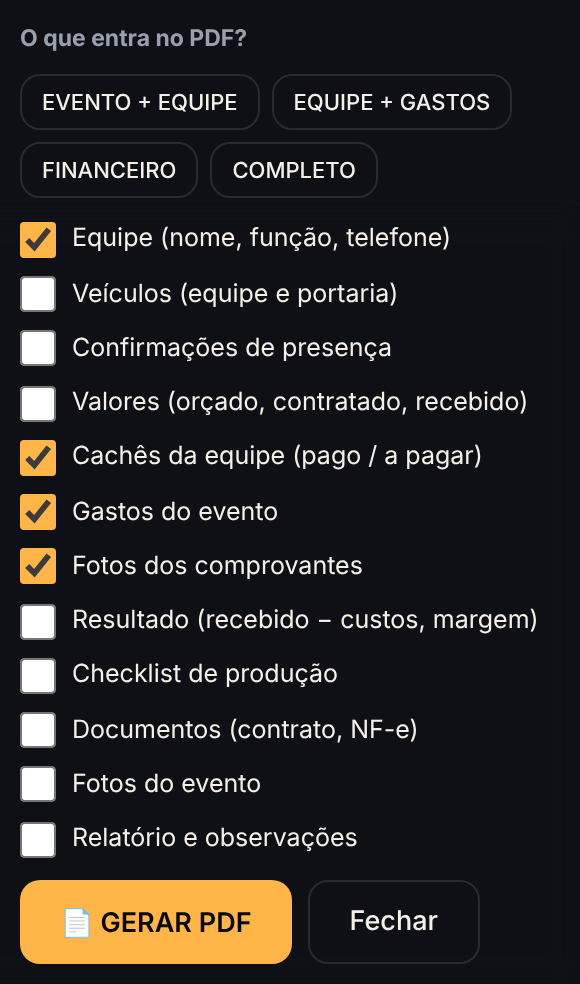 O que entra no PDF?
EVENTO + EQUIPE
EQUIPE + GASTOS
FINANCEIRO
COMPLETO
Equipe (nome, função, telefone)
Veículos (equipe e portaria)
Confirmações de presença
Valores (orçado, contratado, recebido)
Cachês da equipe (pago / a pagar)
Gastos do evento
Fotos dos comprovantes
Resultado (recebido − custos, margem)
Checklist de produção
Documentos (contrato, NF-e)
Fotos do evento
Relatório e observações
📄 GERAR PDF
Fechar